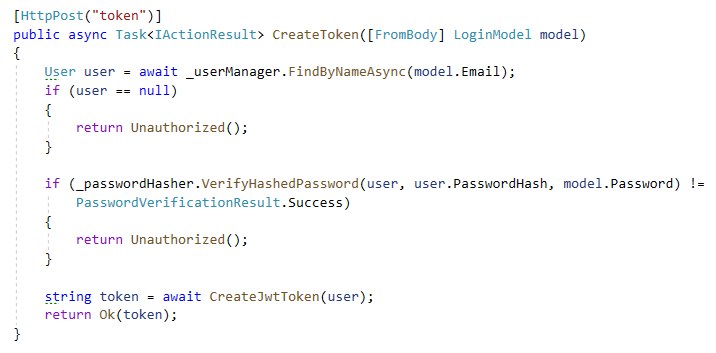 [HttpPost("token")]
public async Task<IActionResult> CreateToken([FromBody] LoginModel model)
{
    User user = await _userManager.FindByNameAsync(model.Email);
    if (user == null)
    {
        return Unauthorized();
    }

    if (_passwordHasher.VerifyHashedPassword(user, user.PasswordHash, model.Password) !=
        PasswordVerificationResult.Success)
    {
        return Unauthorized();
    }

    string token = await CreateJwtToken(user);
    return Ok(token);
}